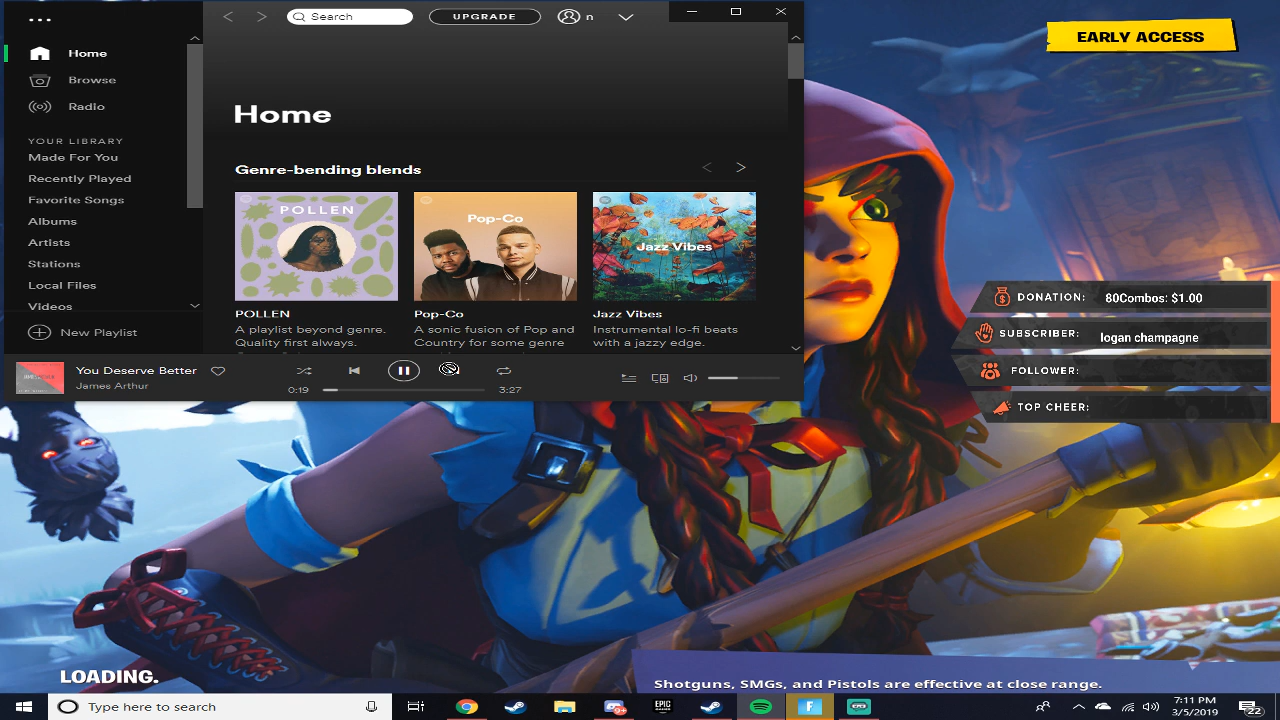 Search
UPGRADE
n
EARLY ACCESS
Home
Browse
Radio
YOUR LIBRARY
Made For You
Recently Played
Favorite Songs
Albums
Artists
Stations
Local Files
Videos
New Playlist
Home
Genre-bending blends
POLLEN
Pop-Co
Jazz Vibes
POLLEN
A playlist beyond genre.
Quality first always.
Pop-Co
A sonic fusion of Pop and
Country for some genre
Jazz Vibes
Instrumental lo-fi beats
with a jazzy edge.
You Deserve Better
James Arthur
0:19
3:27
DONATION: 80Combos: $1.00
SUBSCRIBER: logan champagne
FOLLOWER:
TOP CHEER:
LOADING.
Shotguns, SMGs, and Pistols are effective at close range.
Type here to search
EPIC
GAMES
7:11 PM
3/5/2019
22